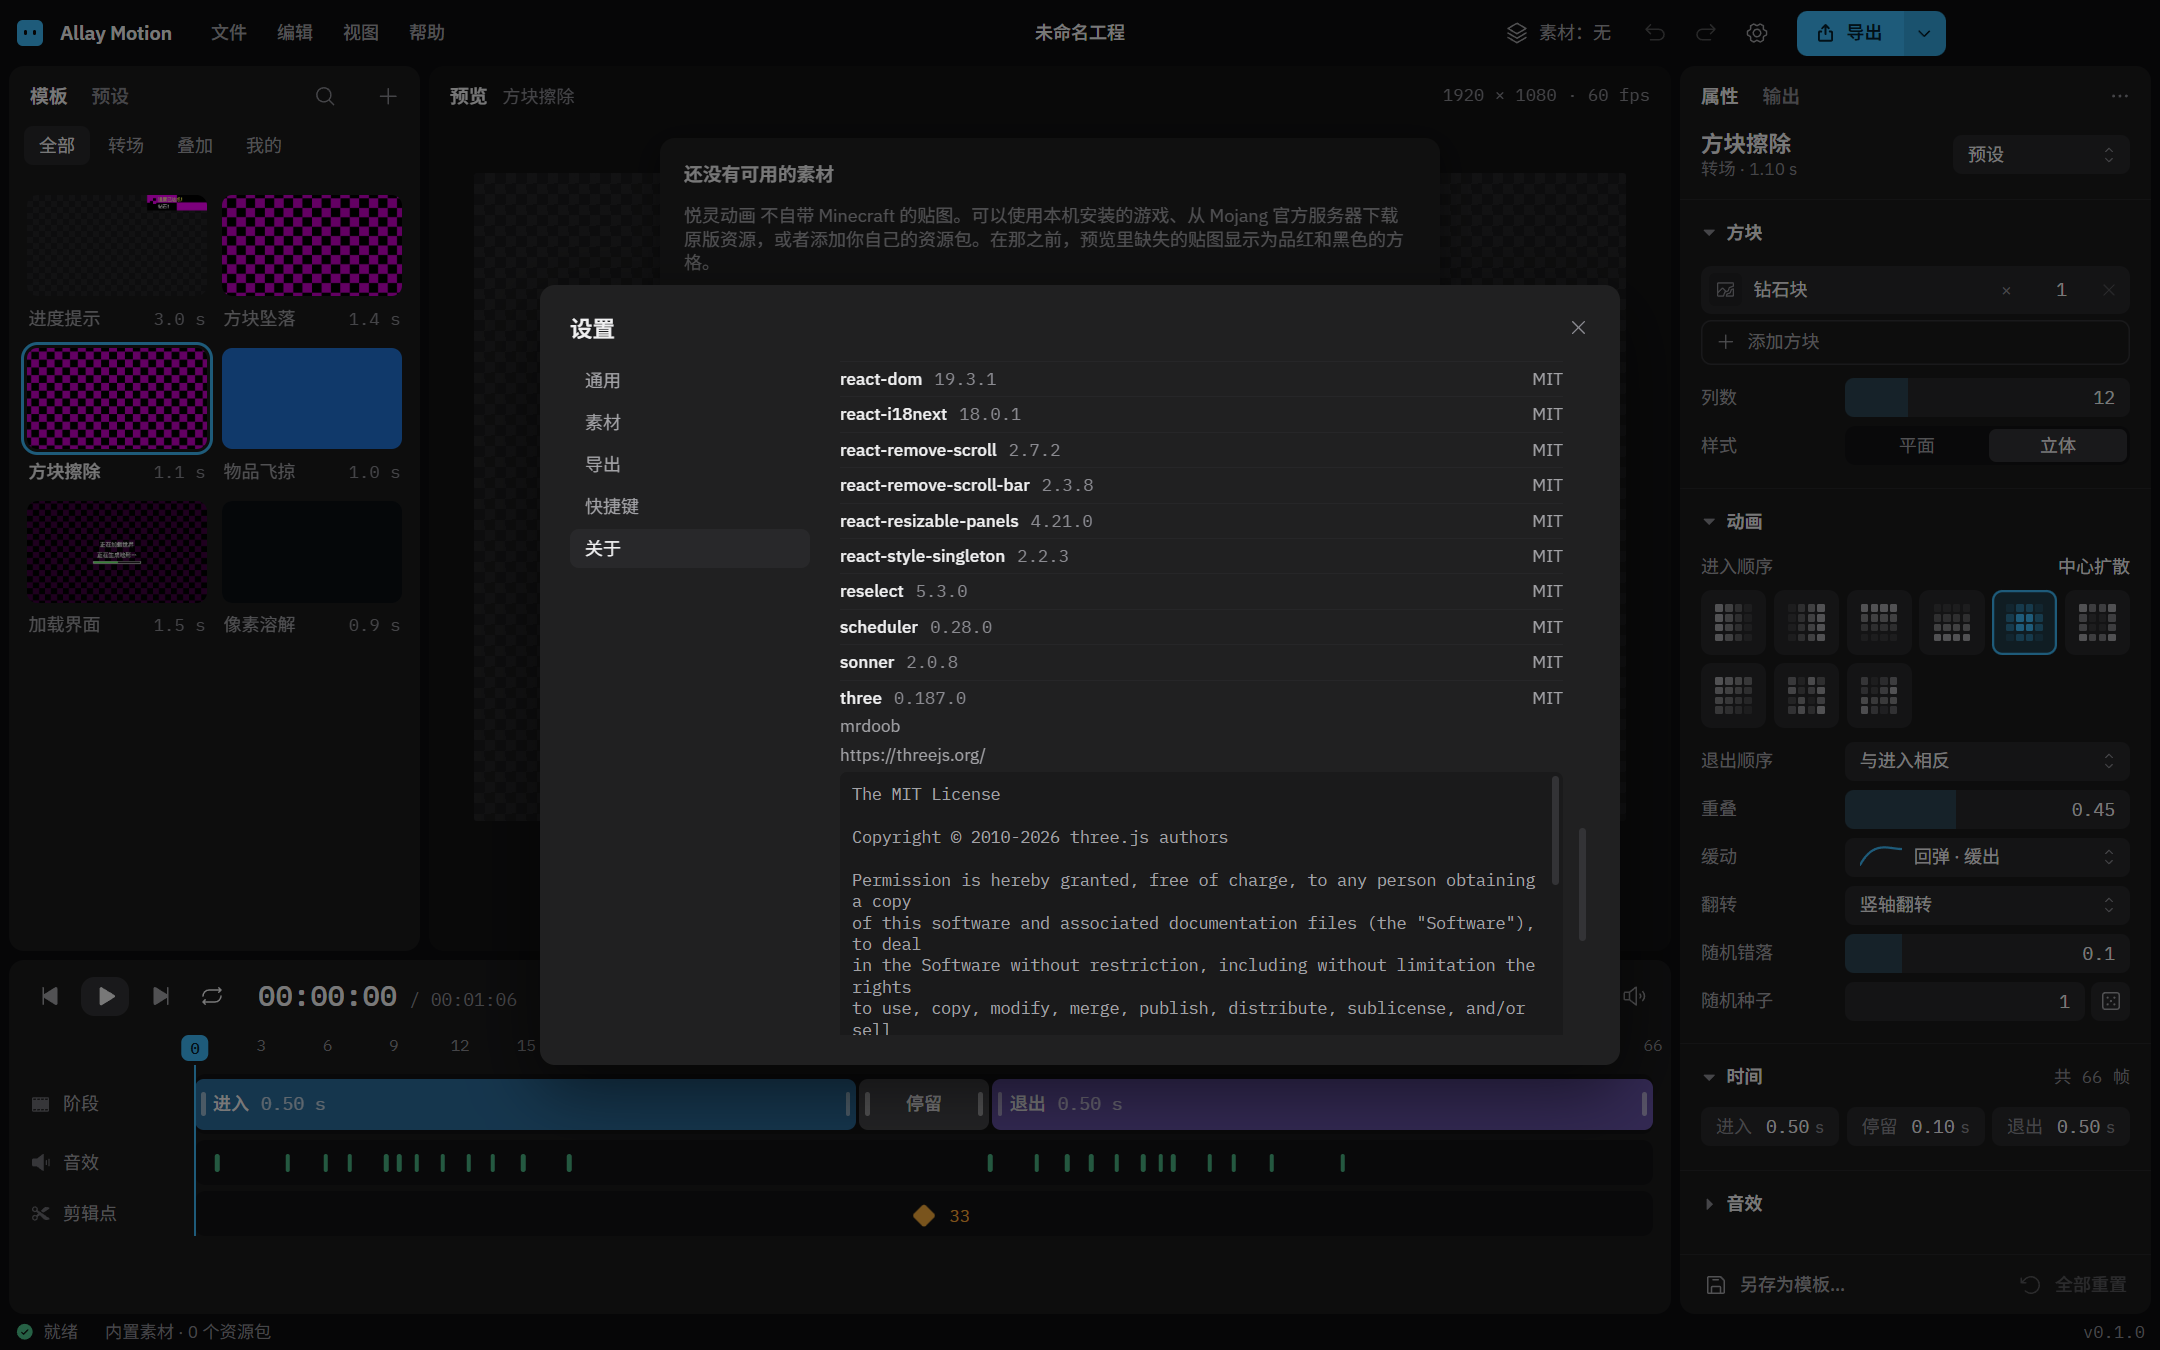 Allay Motion 文件 编辑 视图 帮助
未命名工程
素材：无
导出
模板 预设
全部 转场 叠加 我的
进度提示 3.0 s
方块坠落 1.4 s
方块擦除 1.1 s
物品飞掠 1.0 s
加载界面 1.5 s
像素溶解 0.9 s
预览 方块擦除
1920 × 1080 · 60 fps
还没有可用的素材
悦灵动画 不自带 Minecraft 的贴图。可以使用本机安装的游戏、从 Mojang 官方服务器下载
原版资源，或者添加你自己的资源包。在那之前，预览里缺失的贴图显示为品红和黑色的方
格。
设置
通用
素材
导出
快捷键
关于
react-dom 19.3.1 MIT
react-i18next 18.0.1 MIT
react-remove-scroll 2.7.2 MIT
react-remove-scroll-bar 2.3.8 MIT
react-resizable-panels 4.21.0 MIT
react-style-singleton 2.2.3 MIT
reselect 5.3.0 MIT
scheduler 0.28.0 MIT
sonner 2.0.8 MIT
three 0.187.0 MIT
mrdoob
https://threejs.org/
The MIT License
Copyright © 2010-2026 three.js authors
Permission is hereby granted, free of charge, to any person obtaining
a copy
of this software and associated documentation files (the "Software"),
to deal
in the Software without restriction, including without limitation the
rights
to use, copy, modify, merge, publish, distribute, sublicense, and/or
sell
属性 输出
方块擦除
转场 · 1.10 s
预设
方块
钻石块 × 1
添加方块
列数 12
样式 平面 立体
动画
进入顺序 中心扩散
退出顺序 与进入相反
重叠 0.45
缓动 回弹 · 缓出
翻转 竖轴翻转
随机错落 0.1
随机种子 1
时间 共 66 帧
进入 0.50 s 停留 0.10 s 退出 0.50 s
音效
另存为模板... 全部重置
00:00:00 / 00:01:06
0 3 6 9 12 15 66
阶段 进入 0.50 s 停留 退出 0.50 s
音效
剪辑点 33
就绪 内置素材 · 0 个资源包
v0.1.0